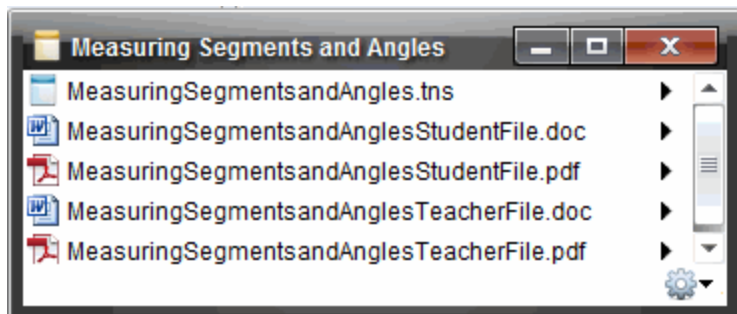 Measuring Segments and Angles
MeasuringSegmentsandAngles.tns
MeasuringSegmentsandAnglesStudentFile.doc
MeasuringSegmentsandAnglesStudentFile.pdf
MeasuringSegmentsandAnglesTeacherFile.doc
MeasuringSegmentsandAnglesTeacherFile.pdf